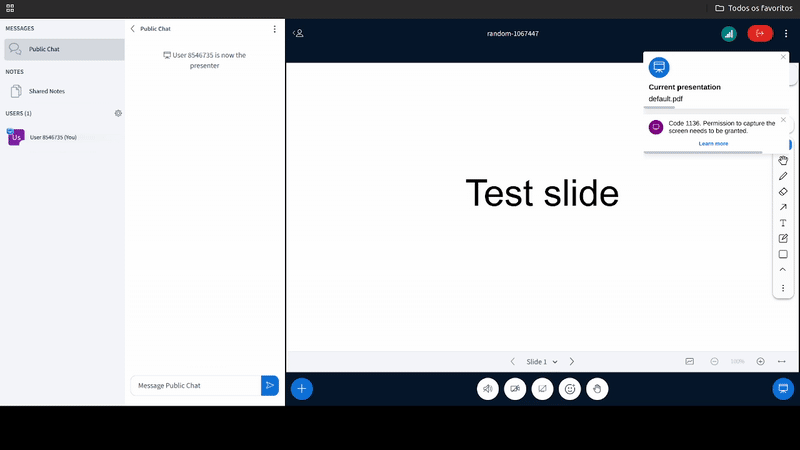 Todos os favoritos
MESSAGES
Public Chat
NOTES
Shared Notes
USERS (1)
Us
User 8546735 (You)
Public Chat
User 8546735 is now the
presenter
Message Public Chat
random-1067447
Current presentation
default.pdf
Code 1136. Permission to capture the
screen needs to be granted.
Learn more
Test slide
T
Slide 1
100%